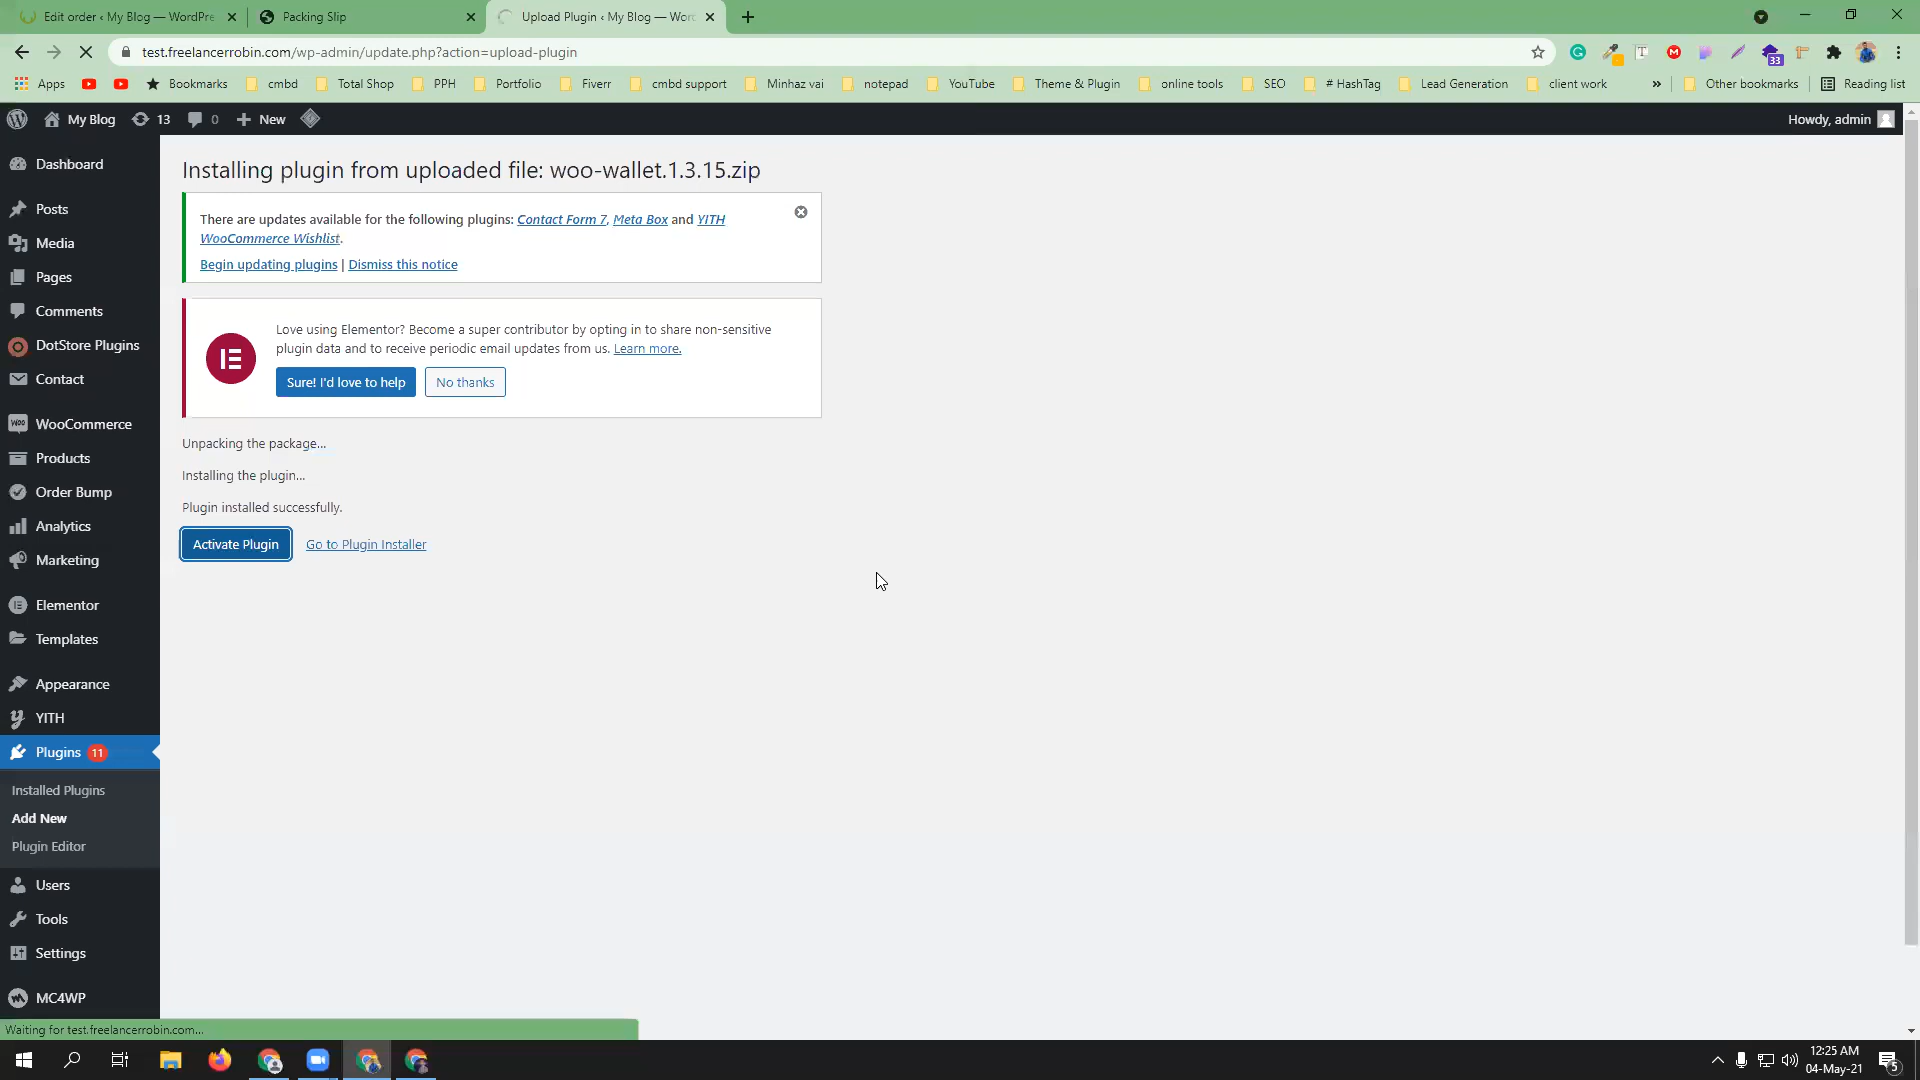 Edit order ‹ My Blog — WordPre
Packing Slip
Upload Plugin ‹ My Blog — Wor
test.freelancerrobin.com/wp-admin/update.php?action=upload-plugin
33
Apps
Bookmarks
cmbd
Total Shop
PPH
Portfolio
Fiverr
cmbd support
Minhaz vai
notepad
YouTube
Theme & Plugin
online tools
SEO
# HashTag
Lead Generation
client work
»
Other bookmarks
Reading list
My Blog
13
0
New
Howdy, admin
Dashboard
Posts
Media
Pages
Comments
DotStore Plugins
Contact
WooCommerce
Products
Order Bump
Analytics
Marketing
Elementor
Templates
Appearance
YITH
Plugins 11
Installed Plugins
Add New
Plugin Editor
Users
Tools
Settings
MC4WP
Installing plugin from uploaded file: woo-wallet.1.3.15.zip
There are updates available for the following plugins: Contact Form 7, Meta Box and YITH
WooCommerce Wishlist.
Begin updating plugins | Dismiss this notice
Love using Elementor? Become a super contributor by opting in to share non-sensitive
plugin data and to receive periodic email updates from us. Learn more.
Sure! I'd love to help
No thanks
Unpacking the package...
Installing the plugin...
Plugin installed successfully.
Activate Plugin
Go to Plugin Installer
Waiting for test.freelancerrobin.com...
12:25 AM
04-May-21
5